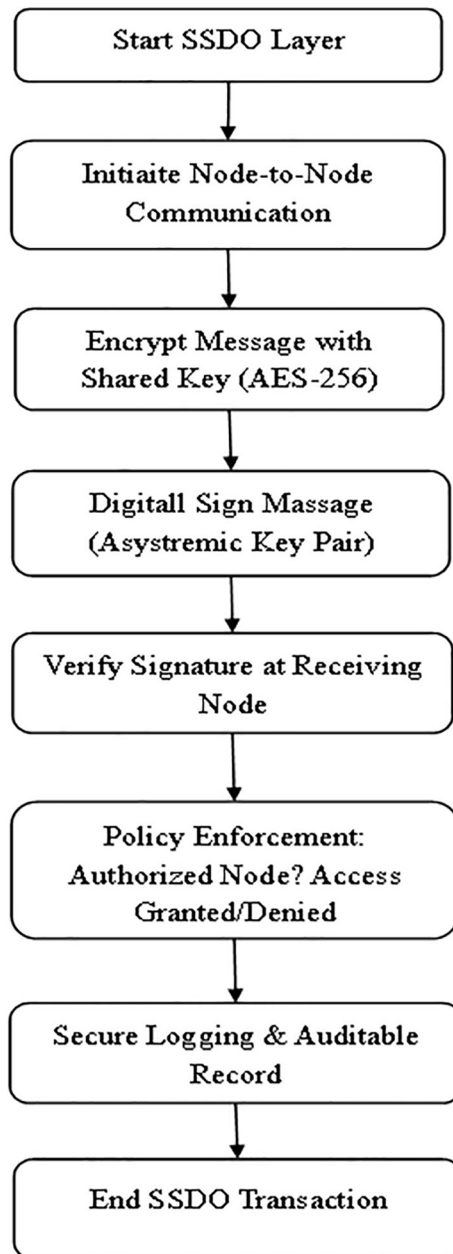 Start SSDO Layer
Initiaite Node-to-Node
Communication
Encrypt Message with
Shared Key (AES-256)
Digitall Sign Massage
(Asystremic Key Pair)
Verify Signature at Receiving
Node
Policy Enforcement:
Authorized Node? Access
Granted/Denied
Secure Logging & Auditable
Record
End SSDO Transaction